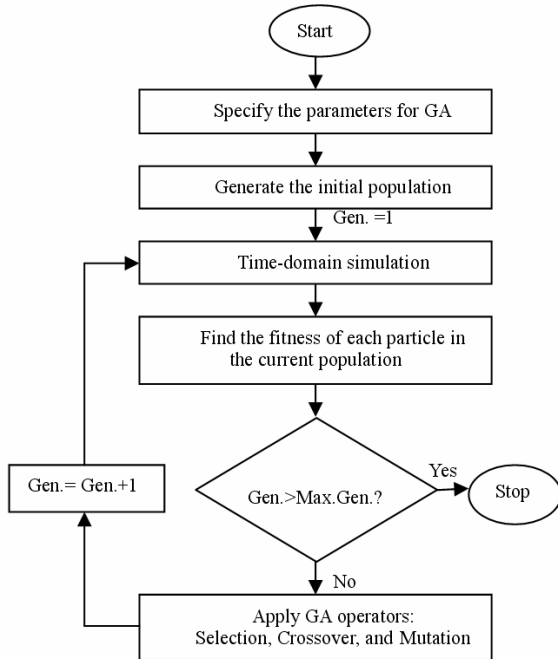 Start
Specify the parameters for GA
Generate the initial population
Gen. =1
Time-domain simulation
Find the fitness of each particle in
the current population
Gen.>Max.Gen.?
Yes
Stop
Gen.= Gen.+1
No
Apply GA operators:
Selection, Crossover, and Mutation